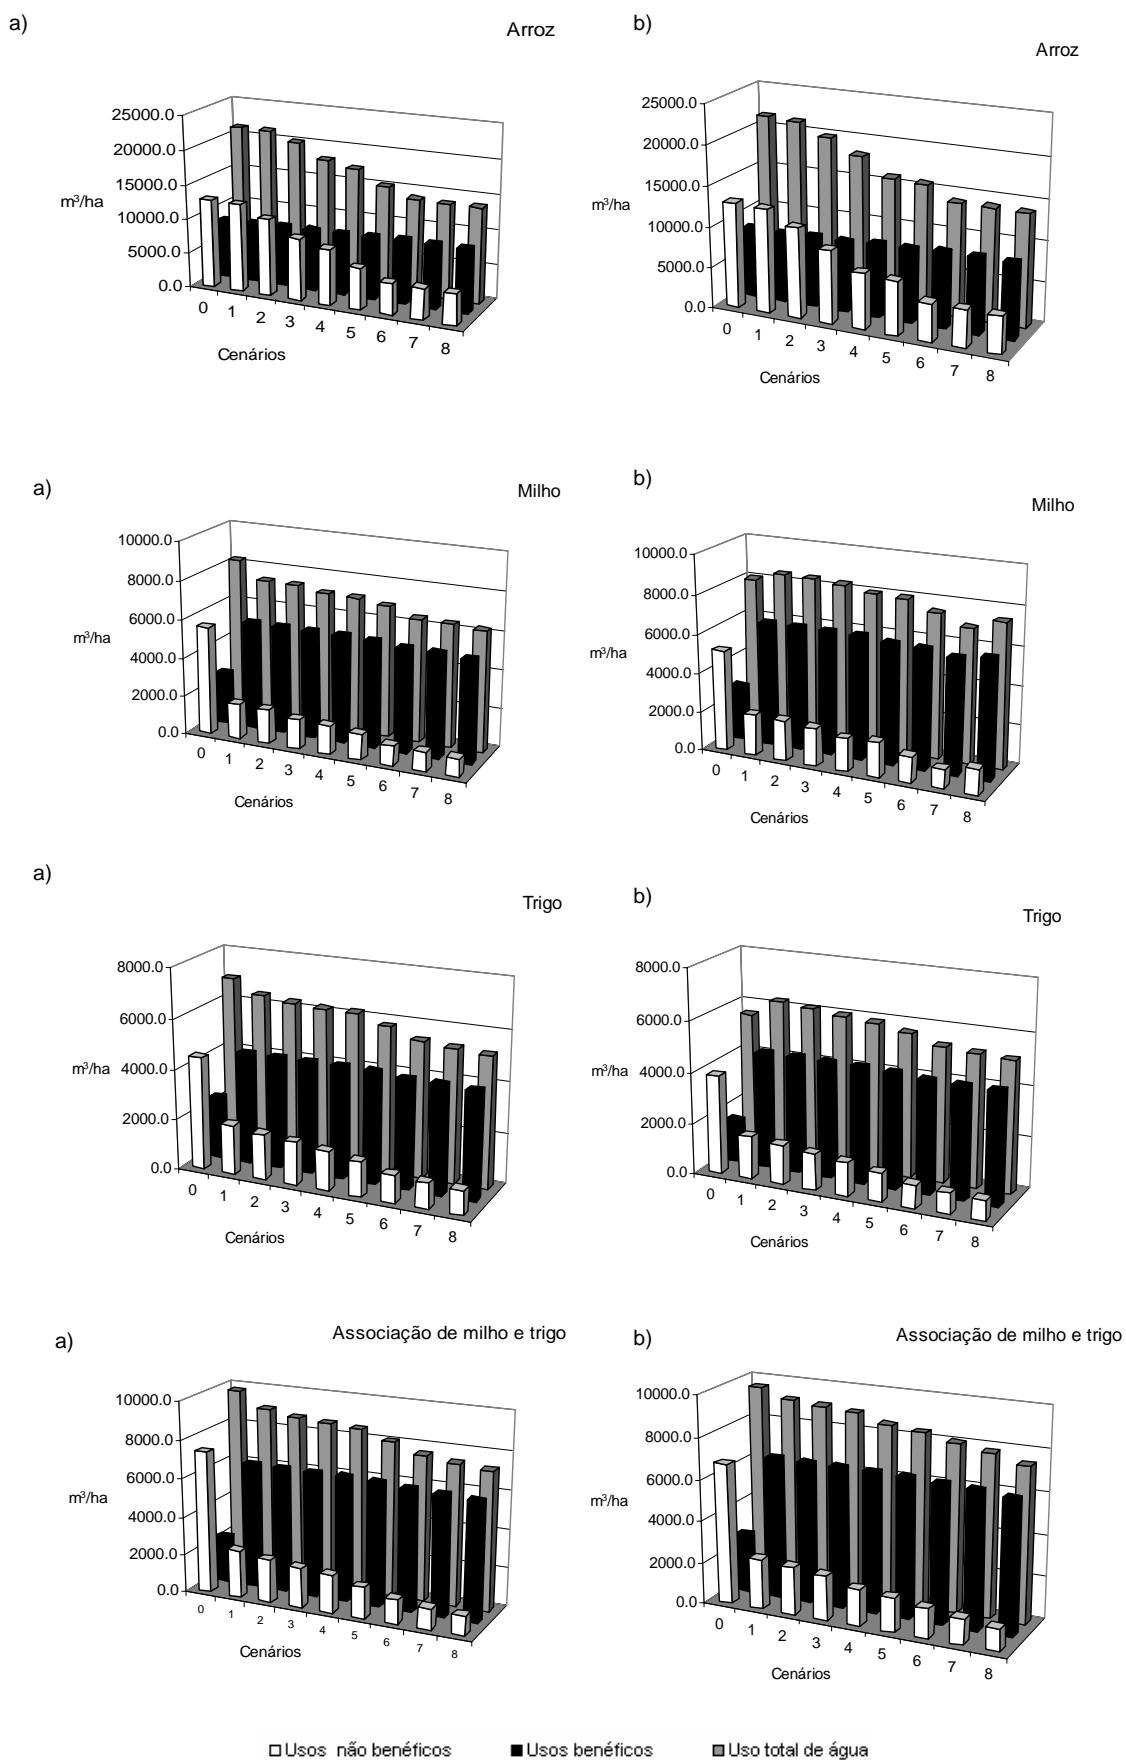 a)
Arroz
25000.0
20000.0
15000.0
10000.0
5000.0
0.0
m³/ha
0 1 2 3 4 5 6 7 8
Cenários
b)
Arroz
25000.0
20000.0
15000.0
10000.0
5000.0
0.0
m³/ha
0 1 2 3 4 5 6 7 8
Cenários
a)
Milho
10000.0
8000.0
6000.0
4000.0
2000.0
0.0
m³/ha
0 1 2 3 4 5 6 7 8
Cenários
b)
Milho
10000.0
8000.0
6000.0
4000.0
2000.0
0.0
m³/ha
0 1 2 3 4 5 6 7 8
Cenários
a)
Trigo
8000.0
6000.0
4000.0
2000.0
0.0
m³/ha
0 1 2 3 4 5 6 7 8
Cenários
b)
Trigo
8000.0
6000.0
4000.0
2000.0
0.0
m³/ha
0 1 2 3 4 5 6 7 8
Cenários
a)
Associação de milho e trigo
10000.0
8000.0
6000.0
4000.0
2000.0
0.0
m³/ha
0 1 2 3 4 5 6 7 8
Cenários
b)
Associação de milho e trigo
10000.0
8000.0
6000.0
4000.0
2000.0
0.0
m³/ha
0 1 2 3 4 5 6 7 8
Cenários
Usos não benéficos Usos benéficos Uso total de água